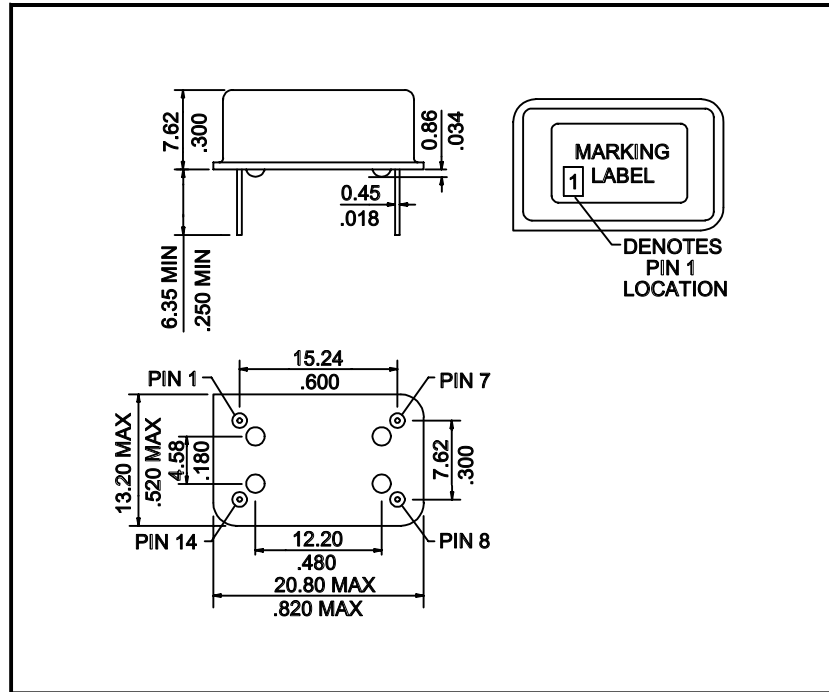 7.62
.300
0.86
.034
0.45
.018
6.35 MIN
.250 MIN
MARKING
LABEL
1
DENOTES
PIN 1
LOCATION
15.24
.600
PIN 1
PIN 7
13.20 MAX
.520 MAX
4.58
.180
7.62
.300
PIN 14
PIN 8
12.20
.480
20.80 MAX
.820 MAX